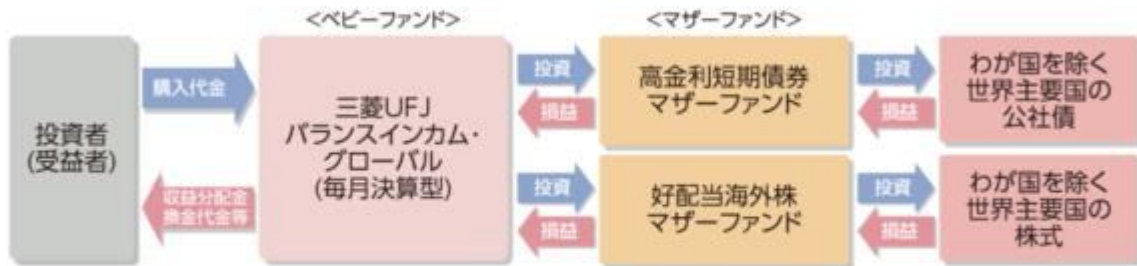 <ベビーファンド>
<マザーファンド>
投資者
(受益者)
購入代金
収益分配金
換金代金等
三菱UFJ
バランスインカム・
グローバル
(毎月決算型)
投資
損益
高金利短期債券
マザーファンド
投資
損益
わが国を除く
世界主要国の
公社債
投資
損益
好配当海外株
マザーファンド
投資
損益
わが国を除く
世界主要国の
株式